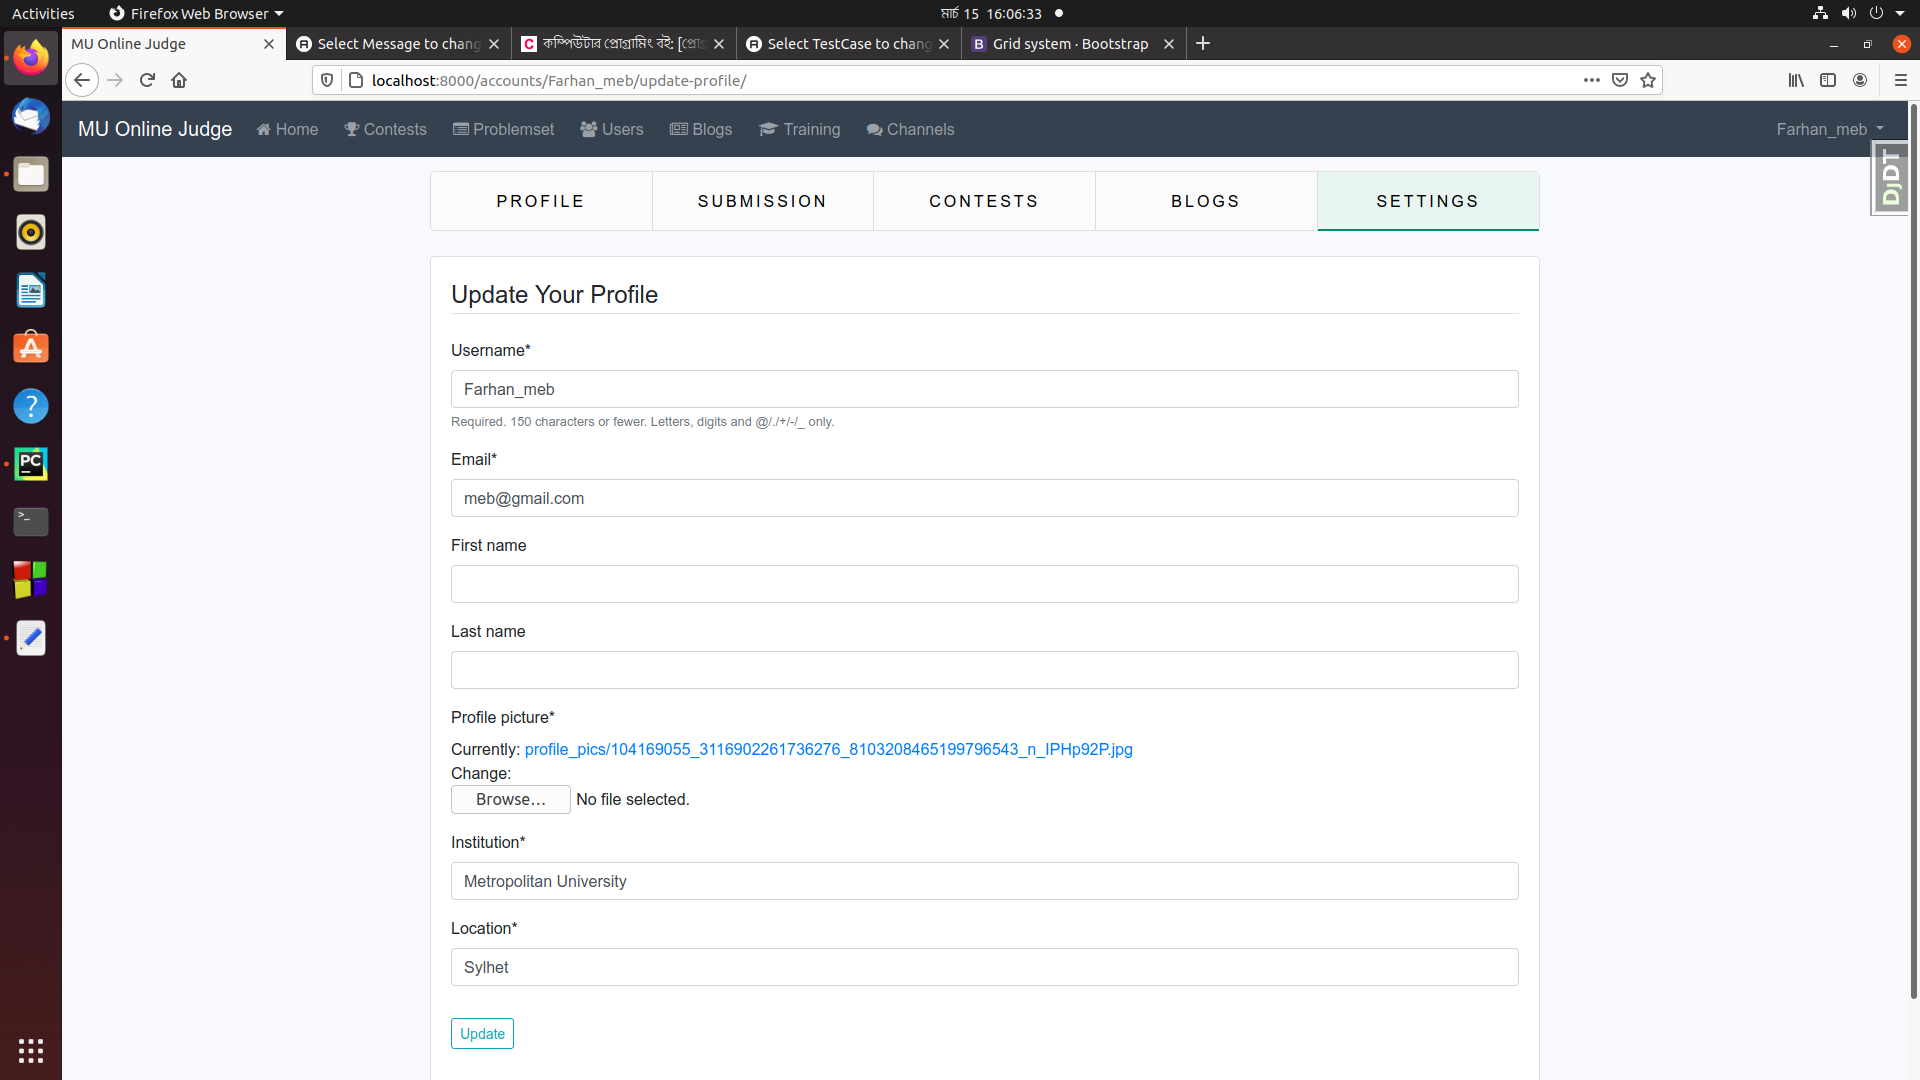 Activities Firefox Web Browser মার্চ 15 16:06:33
MU Online Judge Select Message to chang কম্পিউটার প্রোগ্রামিং বই: [প্রোগ্ Select TestCase to chang Grid system · Bootstrap
localhost:8000/accounts/Farhan_meb/update-profile/
MU Online Judge Home Contests Problemset Users Blogs Training Channels Farhan_meb
DjDT
PROFILE SUBMISSION CONTESTS BLOGS SETTINGS
Update Your Profile
Username*
Farhan_meb
Required. 150 characters or fewer. Letters, digits and @/./+/-/_ only.
Email*
meb@gmail.com
First name
Last name
Profile picture*
Currently: profile_pics/104169055_3116902261736276_8103208465199796543_n_IPHp92P.jpg
Change:
Browse... No file selected.
Institution*
Metropolitan University
Location*
Sylhet
Update